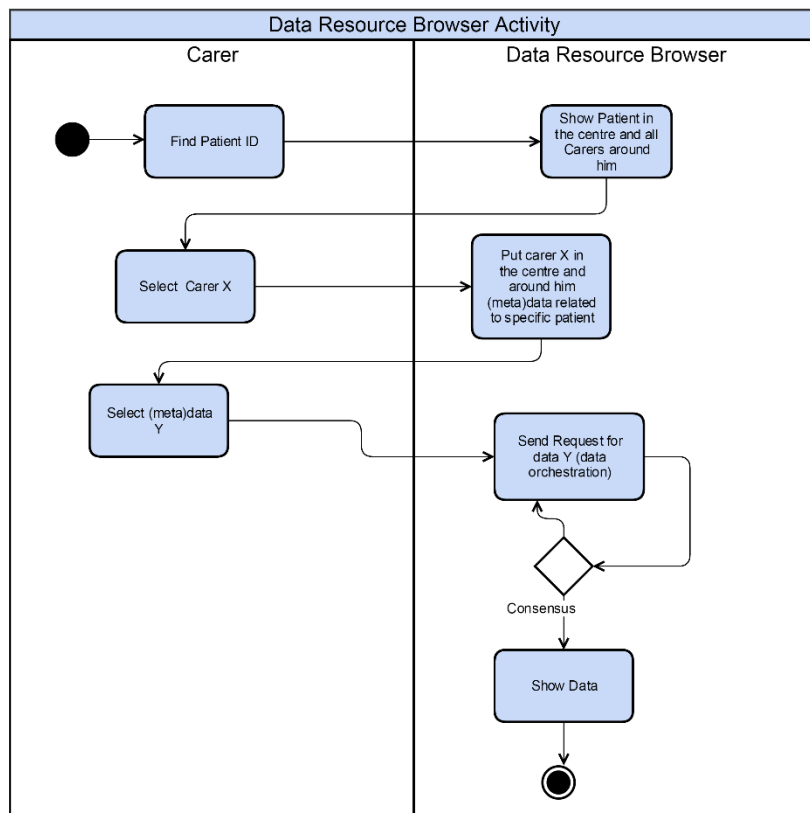 Data Resource Browser Activity
Carer
Data Resource Browser
Find Patient ID
Show Patient in
the centre and all
Carers around
him
Select  Carer X
Put carer X in
the centre and
around him
(meta)data related
to specific patient
Select (meta)data
Y
Send Request for
data Y (data
orchestration)
Consensus
Show Data